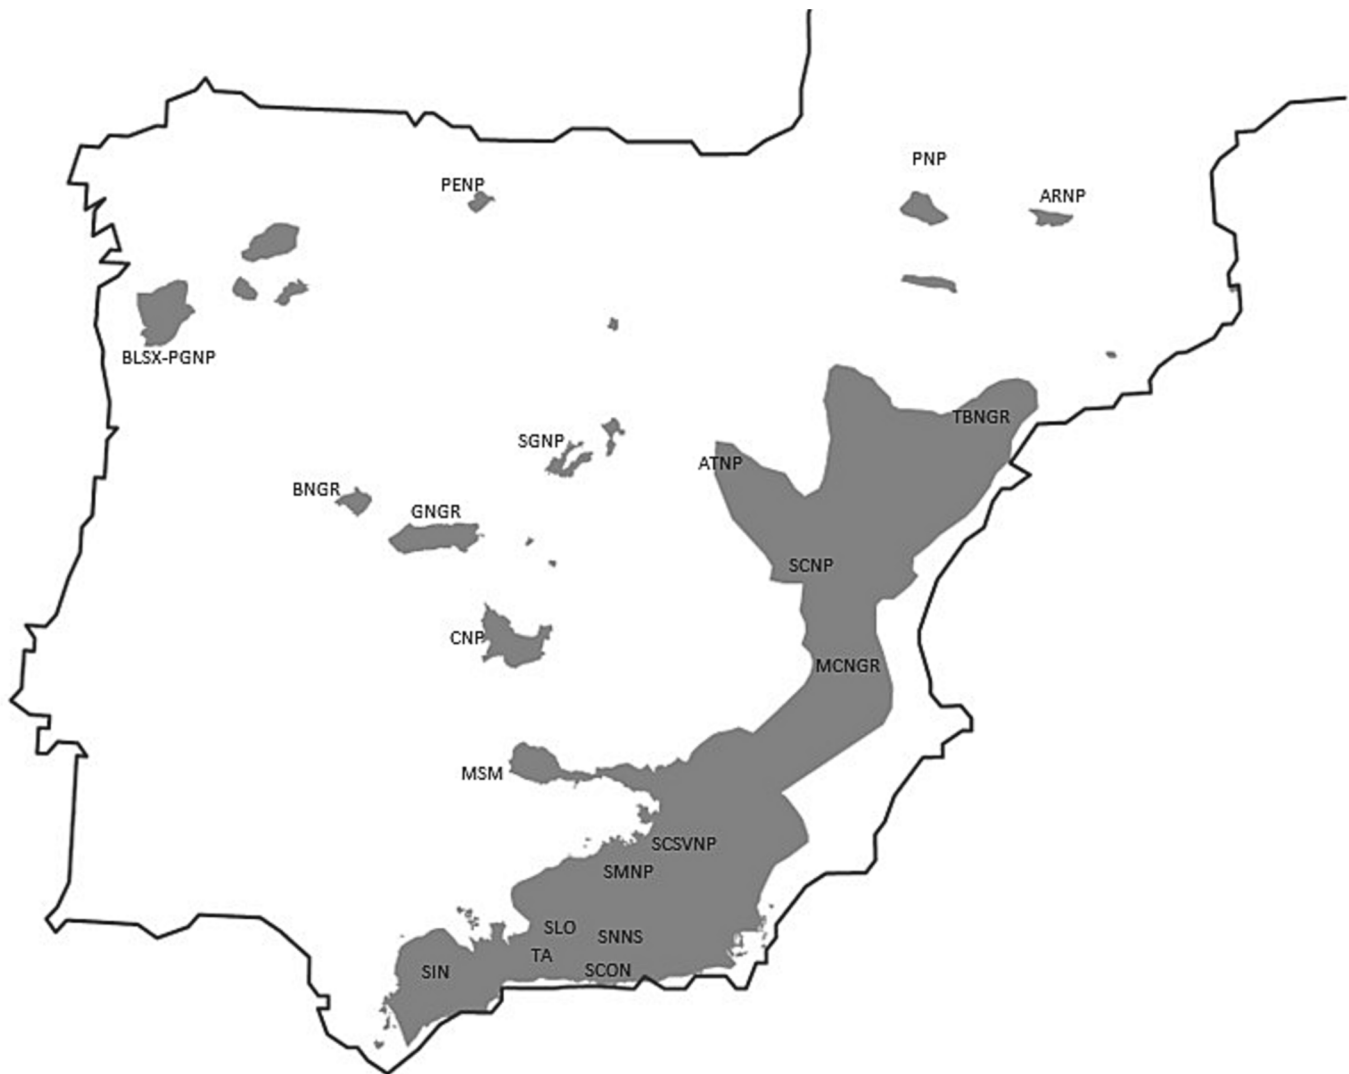 PNP
PENP
ARNP
BLSX-PGNP
TBNGR
SGNP
ATNP
BNGR
GNGR
SCNP
CNP
MCNGR
MSM
SCSVNP
SMNP
SLO
SNNS
TA
SIN
SCON